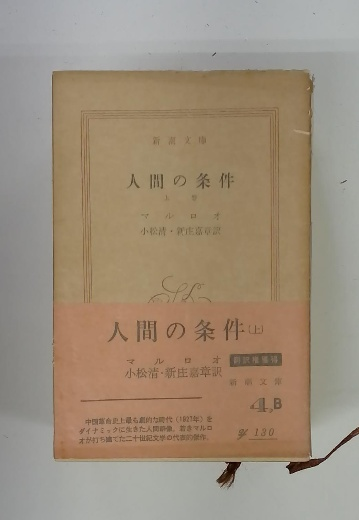 新潮文庫
人間の条件
上巻
マルロオ
小松清・新庄嘉章訳
人間の条件(上)
マルロオ
小松清・新庄嘉章訳
翻訳権獲得
新潮文庫
4 B
130
中国革命史上最も劇的な時代(1927年)を
ダイナミックに生きた人間群像。若きマルロ
オが打ち建てた二十世紀文学の代表的傑作。